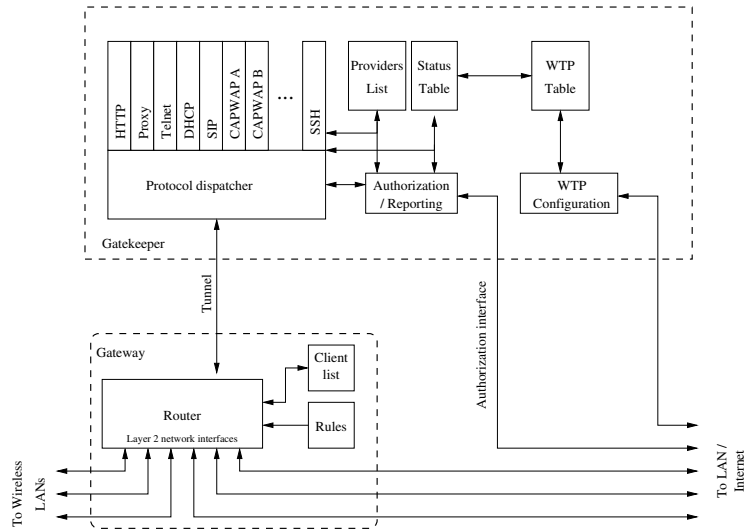 HTTP
Proxy
Telnet
DHCP
SIP
CAPWAP A
CAPWAP B
...
SSH
Providers
List
Status
Table
WTP
Table
Protocol dispatcher
Authorization
/ Reporting
WTP
Configuration
Gatekeeper
Tunnel
Authorization interface
Gateway
Client
list
Router
Layer 2 network interfaces
Rules
To Wireless
LANs
To LAN /
Internet